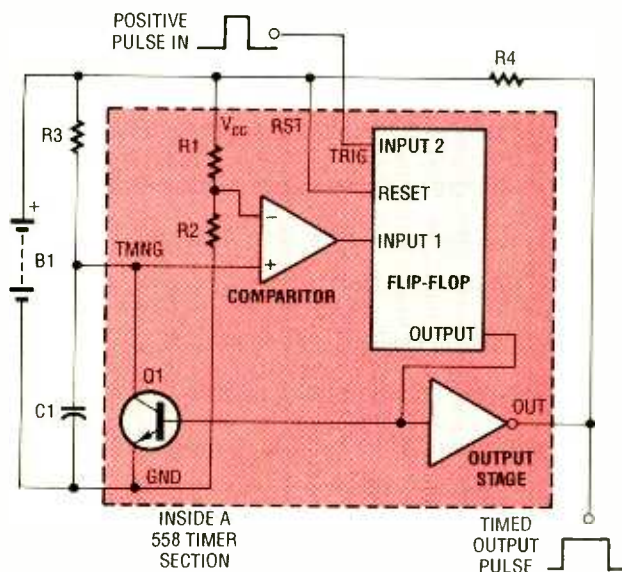 POSITIVE
PULSE IN
R4
R3
VCC
RST
TRIG
INPUT 2
R1
RESET
+
B1
R2
−
+
INPUT 1
TMNG
COMPARITOR
FLIP-FLOP
OUTPUT
Q1
C1
OUT
GND
OUTPUT
STAGE
INSIDE A
558 TIMER
SECTION
TIMED
OUTPUT
PULSE